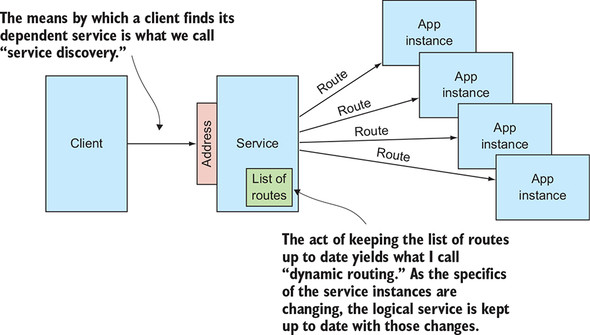 The means by which a client finds its
dependent service is what we call
“service discovery.”
Client
Address
Service
List of
routes
Route
Route
Route
Route
App
instance
App
instance
App
instance
App
instance
The act of keeping the list of routes
up to date yields what I call
“dynamic routing.” As the specifics
of the service instances are
changing, the logical service is kept
up to date with those changes.